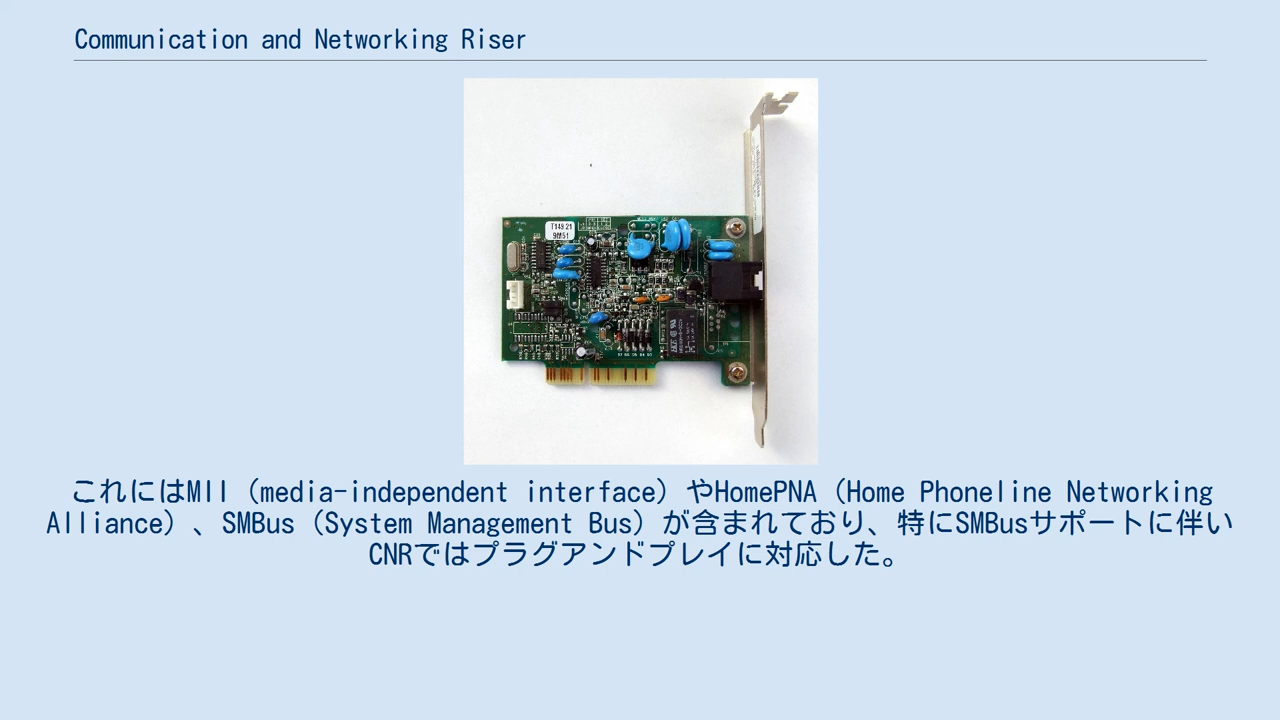 Communication and Networking Riser
T149.21
これにはMII（media-independent interface）やHomePNA（Home Phoneline Networking
Alliance）、SMBus（System Management Bus）が含まれており、特にSMBusサポートに伴い
CNRではプラグアンドプレイに対応した。